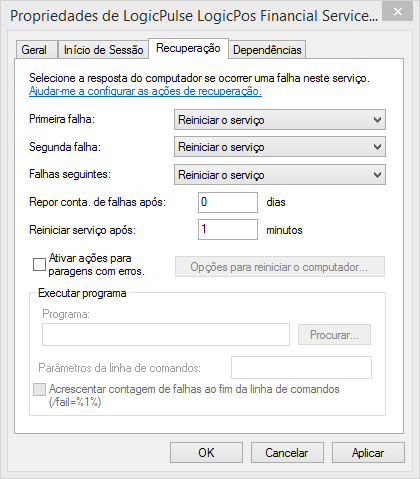 Propriedades de LogicPulse LogicPos Financial Service...
Geral
Início de Sessão
Recuperação
Dependências
Selecione a resposta do computador se ocorrer uma falha neste serviço.
Ajudar-me a configurar as ações de recuperação.
Primeira falha:
Reiniciar o serviço
Segunda falha:
Reiniciar o serviço
Falhas seguintes:
Reiniciar o serviço
Repor conta. de falhas após:
0
dias
Reiniciar serviço após:
1
minutos
Ativar ações para
paragens com erros.
Opções para reiniciar o computador...
Executar programa
Programa:
Procurar...
Parâmetros da linha de comandos:
Acrescentar contagem de falhas ao fim da linha de comandos
(/fail=%1%)
OK
Cancelar
Aplicar